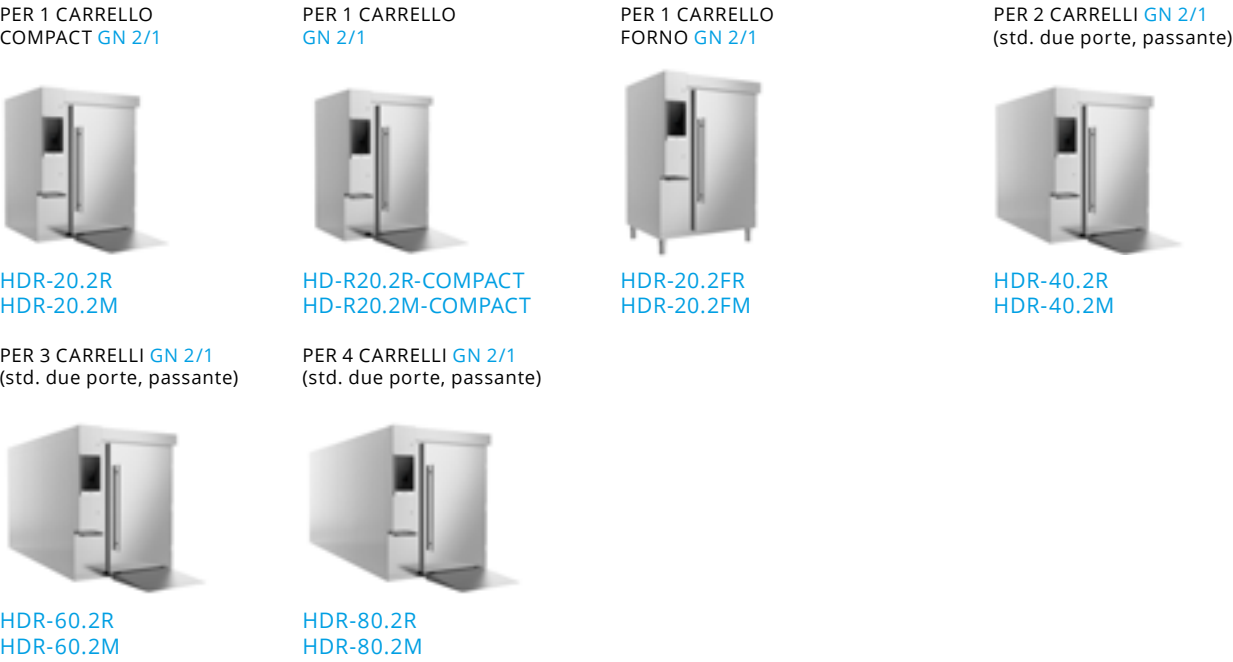 PER 1 CARRELLO
COMPACT GN 2/1
HDR-20.2R
HDR-20.2M
PER 1 CARRELLO
GN 2/1
HD-R20.2R-COMPACT
HD-R20.2M-COMPACT
PER 1 CARRELLO
FORNO GN 2/1
HDR-20.2FR
HDR-20.2FM
PER 2 CARRELLI GN 2/1
(std. due porte, passante)
HDR-40.2R
HDR-40.2M
PER 3 CARRELLI GN 2/1
(std. due porte, passante)
HDR-60.2R
HDR-60.2M
PER 4 CARRELLI GN 2/1
(std. due porte, passante)
HDR-80.2R
HDR-80.2M